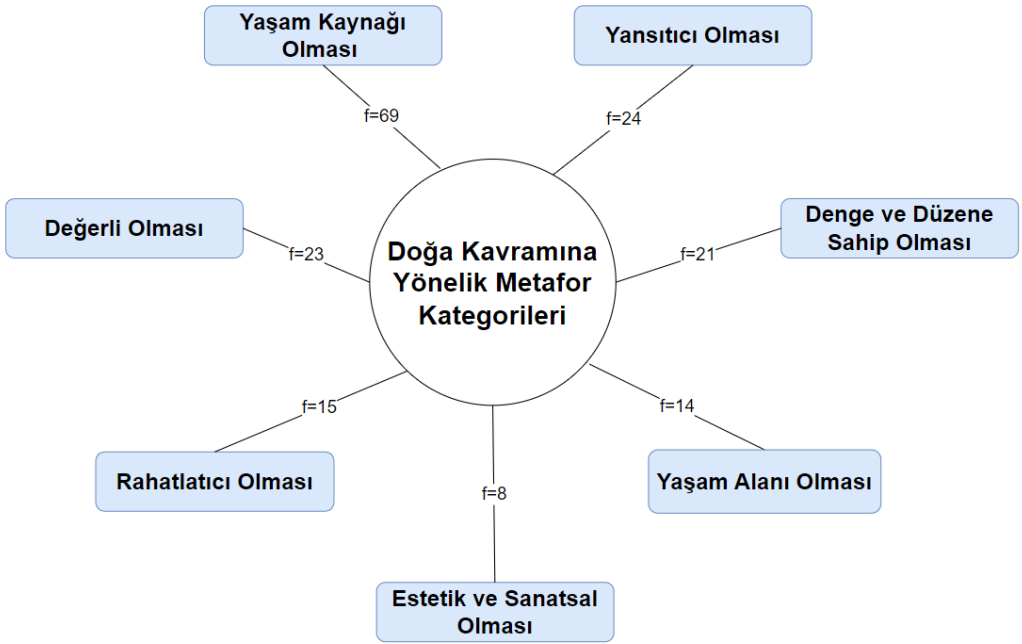 Yaşam Kaynağı
Olması
Yansıtıcı Olması
f=69
f=24
Değerli Olması
Denge ve Düzene
Sahip Olması
f=23
f=21
Doğa Kavramına
Yönelik Metafor
Kategorileri
f=15
f=14
Rahatlatıcı Olması
Yaşam Alanı Olması
f=8
Estetik ve Sanatsal
Olması